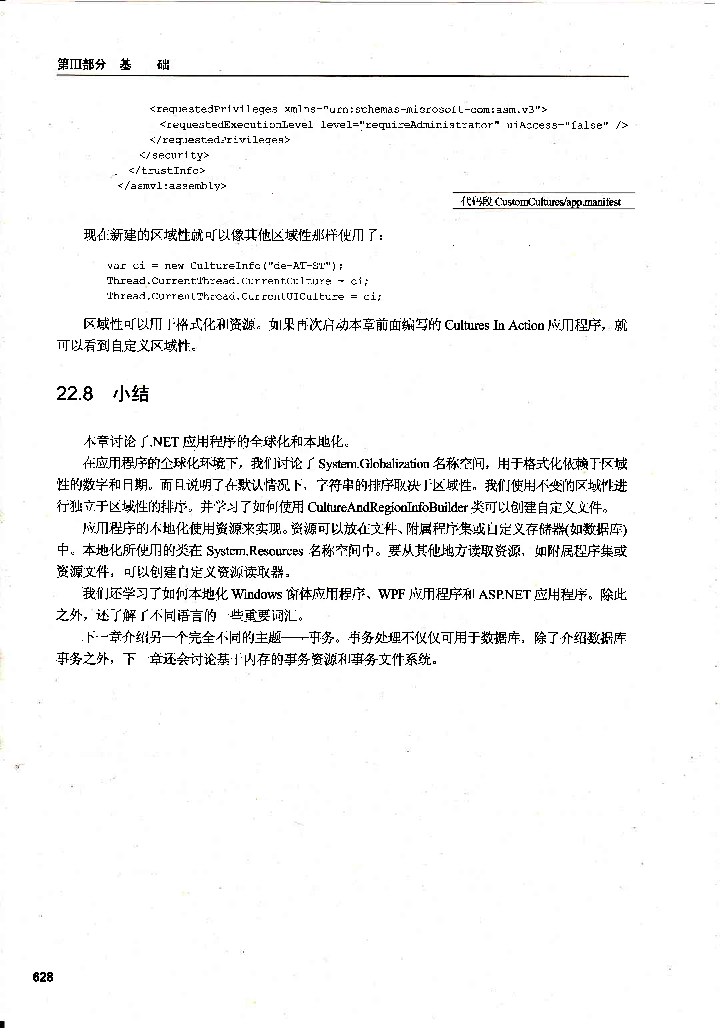 第Ⅲ部分 基 础
<requestedPrivileges xmlns="urn:schemas-microsoft-com:asm.v3">
<requestedExecutionLevel level="requireAdministrator" uiAccess="false" />
</requestedPrivileges>
</security>
</trustInfo>
</asmv1:assembly>
代码段 CustomCultures/app.manifest
现在新建的区域性就可以像其他区域性那样使用了：
var ci = new CultureInfo("de-AT-ST");
Thread.CurrentThread.CurrentCulture = ci;
Thread.CurrentThread.CurrentUICulture = ci;
区域性可以用于格式化和资源。如果再次启动本章前面编写的 Cultures In Action 应用程序，就
可以看到自定义区域性。
22.8 小结
本章讨论了.NET 应用程序的全球化和本地化。
在应用程序的全球化环境下，我们讨论了 System.Globalization 名称空间，用于格式化依赖于区域
性的数字和日期。而且说明了在默认情况下，字符串的排序取决于区域性。我们使用不变的区域性进
行独立于区域性的排序。并学习了如何使用 CultureAndRegionInfoBuilder 类可以创建自定义文件。
应用程序的本地化使用资源来实现。资源可以放在文件、附属程序集或自定义存储器(如数据库)
中。本地化所使用的类在 System.Resources 名称空间中。要从其他地方读取资源，如附属程序集或
资源文件，可以创建自定义资源读取器。
我们还学习了如何本地化 Windows 窗体应用程序、WPF 应用程序和 ASP.NET 应用程序。除此
之外，还了解了不同语言的一些重要词汇。
下一章介绍另一个完全不同的主题——事务。事务处理不仅仅可用于数据库。除了介绍数据库
事务之外，下一章还会讨论基于内存的事务资源和事务文件系统。
628